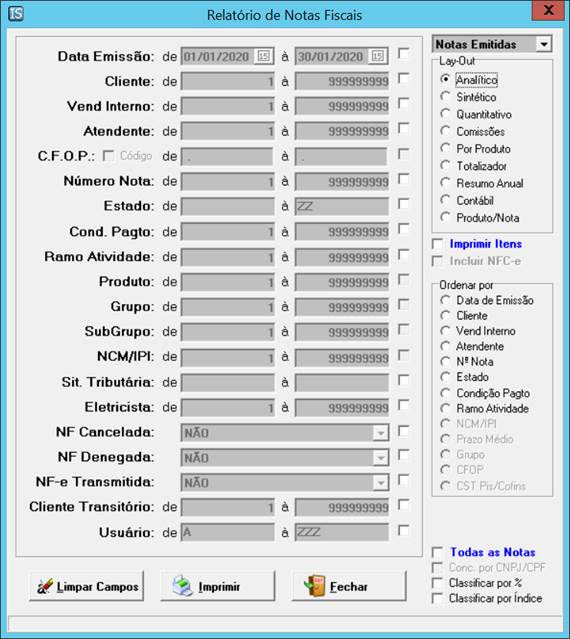 Relatório de Notas Fiscais
Data Emissão: de 01/01/2020 15 à 30/01/2020 15
Cliente: de 1 à 999999999
Vend Interno: de 1 à 999999999
Atendente: de 1 à 999999999
C.F.O.P.: Código de . à .
Número Nota: de 1 à 999999999
Estado: de à ZZ
Cond. Pagto: de 1 à 999999999
Ramo Atividade: de 1 à 999999999
Produto: de 1 à 999999999
Grupo: de 1 à 999999999
SubGrupo: de 1 à 999999999
NCM/IPI: de 1 à 999999999
Sit. Tributária: de à
Eletricista: de 1 à 999999999
NF Cancelada: NÃO
NF Denegada: NÃO
NF-e Transmitida: NÃO
Cliente Transitório: de 1 à 999999999
Usuário: de A à ZZZ
Limpar Campos
Imprimir
Fechar
Notas Emitidas
Lay-Out
Analítico
Sintético
Quantitativo
Comissões
Por Produto
Totalizador
Resumo Anual
Contábil
Produto/Nota
Imprimir Itens
Incluir NFC-e
Ordenar por
Data de Emissão
Cliente
Vend Interno
Atendente
Nº Nota
Estado
Condição Pagto
Ramo Atividade
NCM/IPI
Prazo Médio
Grupo
CFOP
CST Pis/Cofins
Todas as Notas
Conc. por CNPJ/CPF
Classificar por %
Classificar por Índice